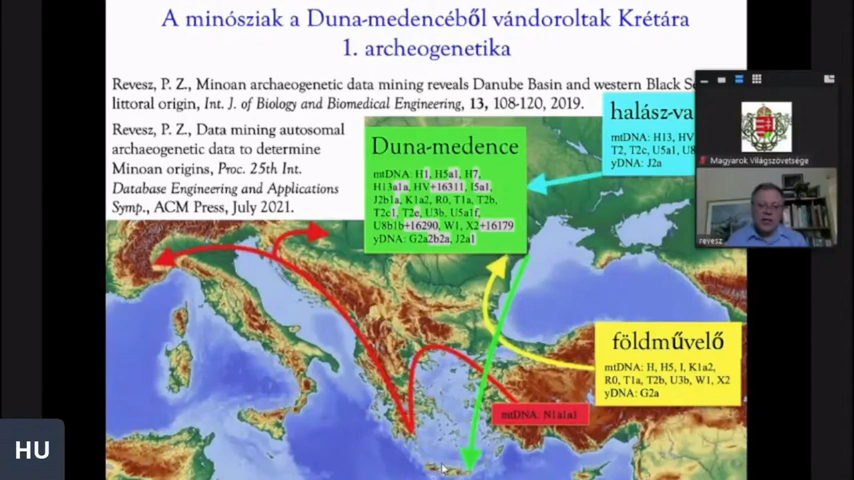 A minósziak a Duna-medencéből vándoroltak Krétára
1. archeogenetika
Revesz, P. Z., Minoan archaeogenetic data mining reveals Danube Basin and western Black Se
littoral origin, Int. J. of Biology and Biomedical Engineering, 13, 108-120, 2019.
Revesz, P. Z., Data mining autosomal
archaeogenetic data to determine
Minoan origins, Proc. 25th Int.
Database Engineering and Applications
Symp., ACM Press, July 2021.
Duna-medence
mtDNA: H1, H5a1, H7,
H13a1a, HV+16311, I5a1,
J2b1a, K1a2, R0, T1a, T2b,
T2c1, T2e, U3b, U5a1f,
U8b1b+16290, W1, X2+16179
yDNA: G2a2b2a, J2a1
halász-va
mtDNA: H13, HV
T2, T2c, U5a1, U8
yDNA: J2a
Magyarok Világszövetsége
revesz
földművelő
mtDNA: H, H5, I, K1a2,
R0, T1a, T2b, U3b, W1, X2
yDNA: G2a
mtDNA: N1a1a1
HU